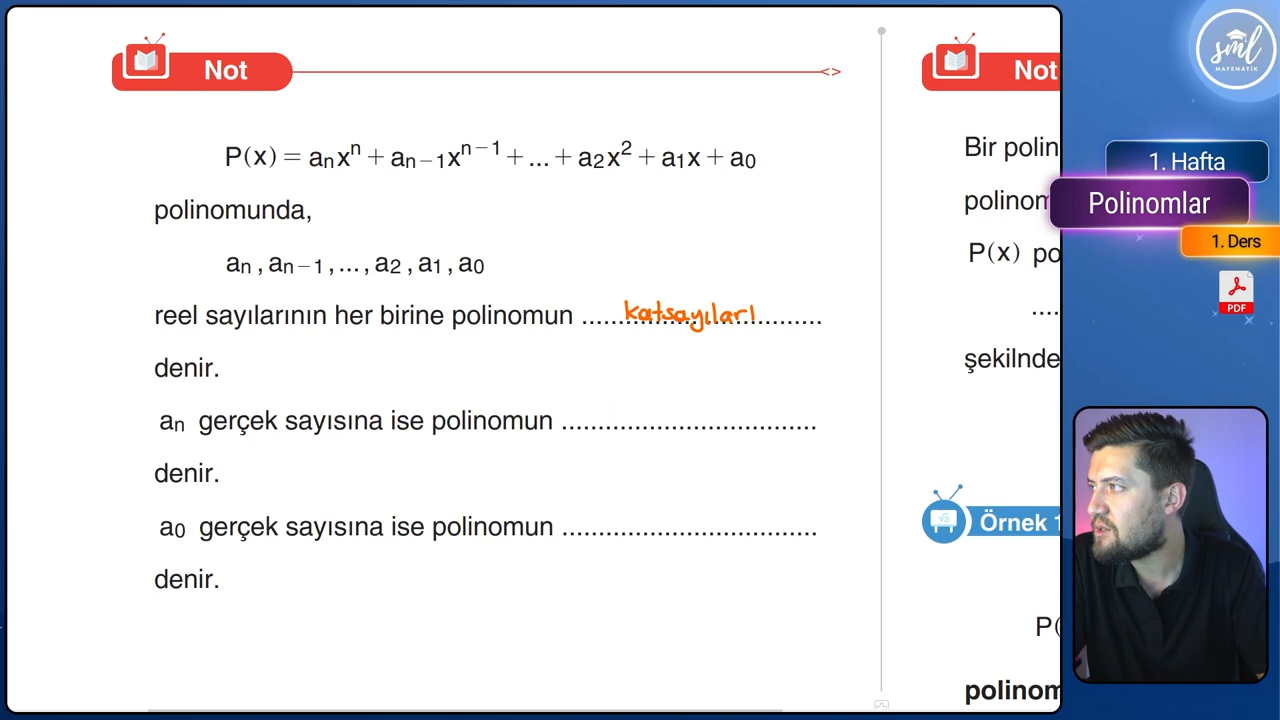 Not
P(x) = aₙxⁿ + aₙ₋₁xⁿ⁻¹ + ... + a₂x² + a₁x + a₀
polinomunda,
aₙ , aₙ₋₁ , ... , a₂ , a₁ , a₀
reel sayılarının her birine polinomun ....katsayıları....
denir.
aₙ gerçek sayısına ise polinomun ..................................
denir.
a₀ gerçek sayısına ise polinomun ..................................
denir.
Not
Bir polin
polinom
P(x) po
....
şekilnde
Örnek 1
P(
polinom
sml
MATEMATİK
1. Hafta
Polinomlar
1. Ders
PDF